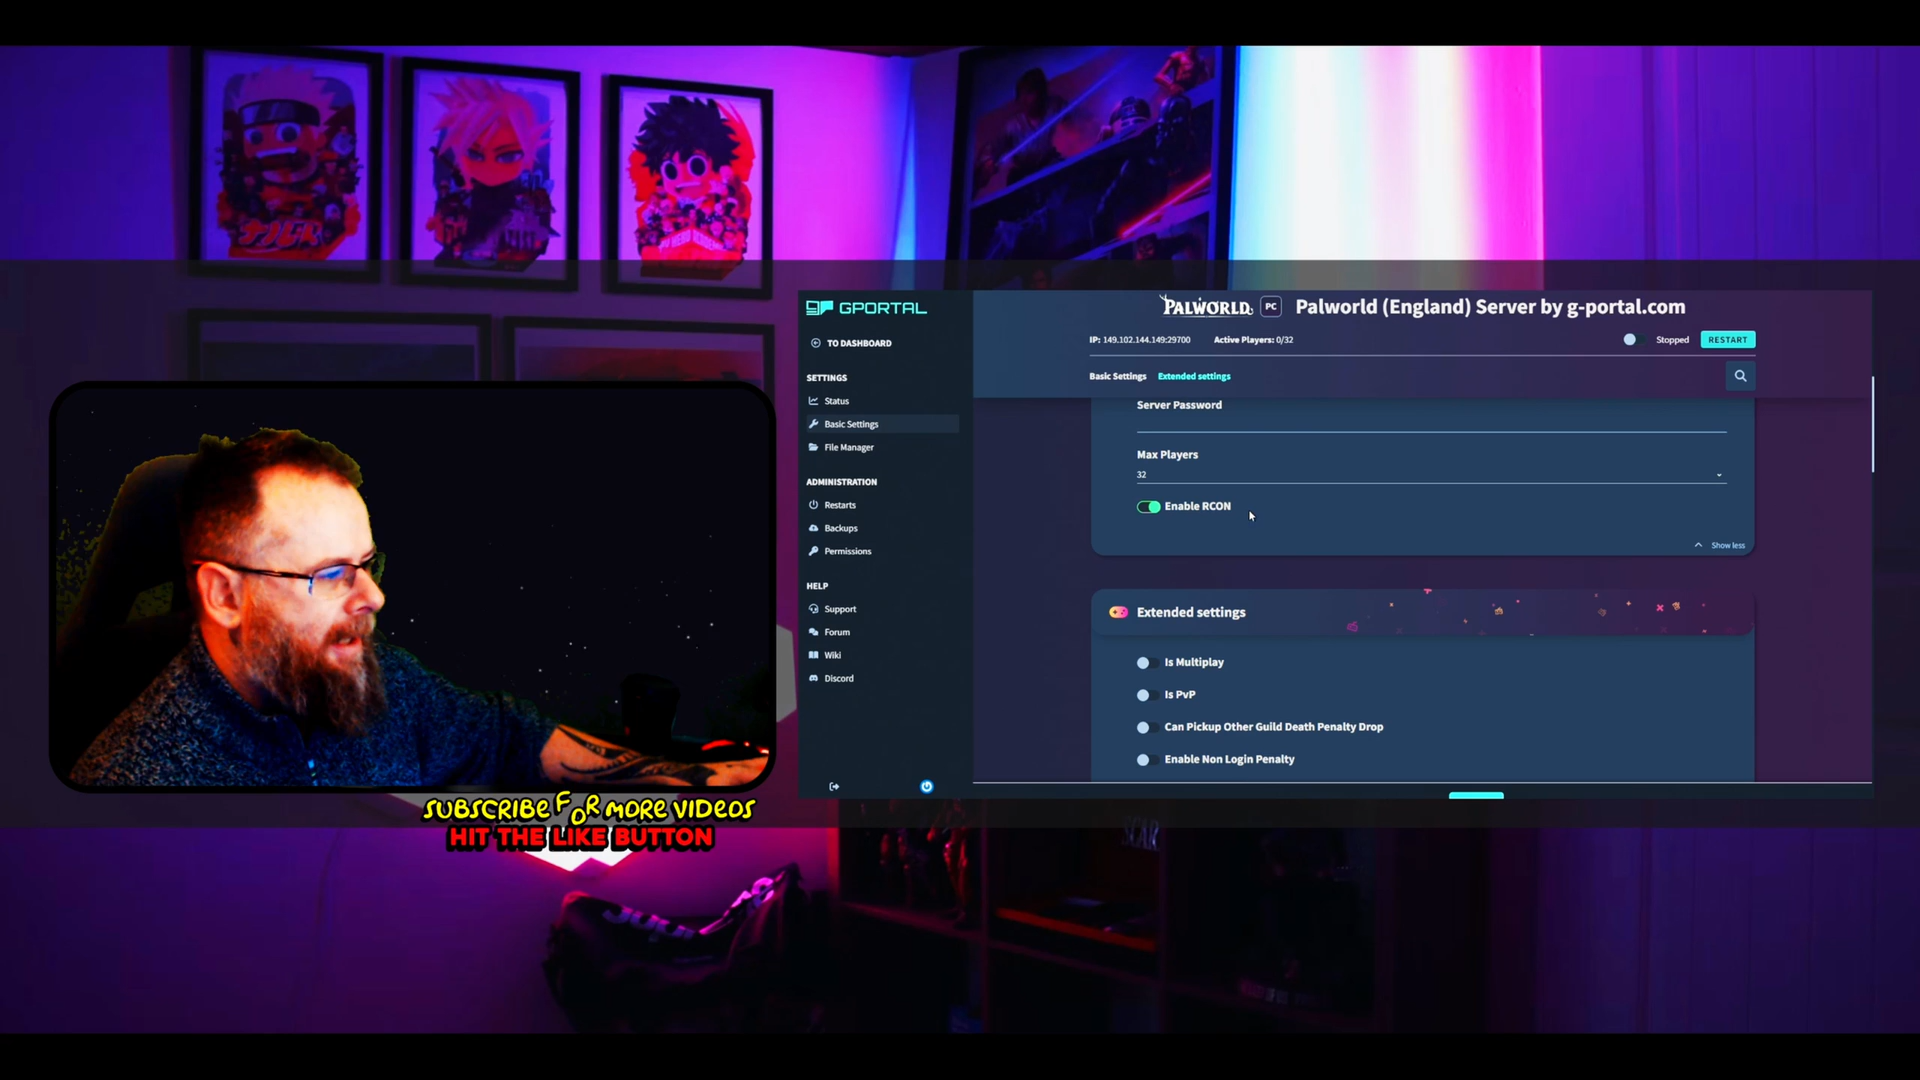 GPORTAL
TO DASHBOARD
SETTINGS
Status
Basic Settings
File Manager
ADMINISTRATION
Restarts
Backups
Permissions
HELP
Support
Forum
Wiki
Discord
PALWORLD PC Palworld (England) Server by g-portal.com
IP: 149.102.144.149:29700 Active Players: 0/32 Stopped RESTART
Basic Settings Extended settings
Server Password
Max Players
32
Enable RCON
Show less
Extended settings
Is Multiplay
Is PvP
Can Pickup Other Guild Death Penalty Drop
Enable Non Login Penalty
SUBSCRIBE FOR MORE VIDEOS
HIT THE LIKE BUTTON
SCAR